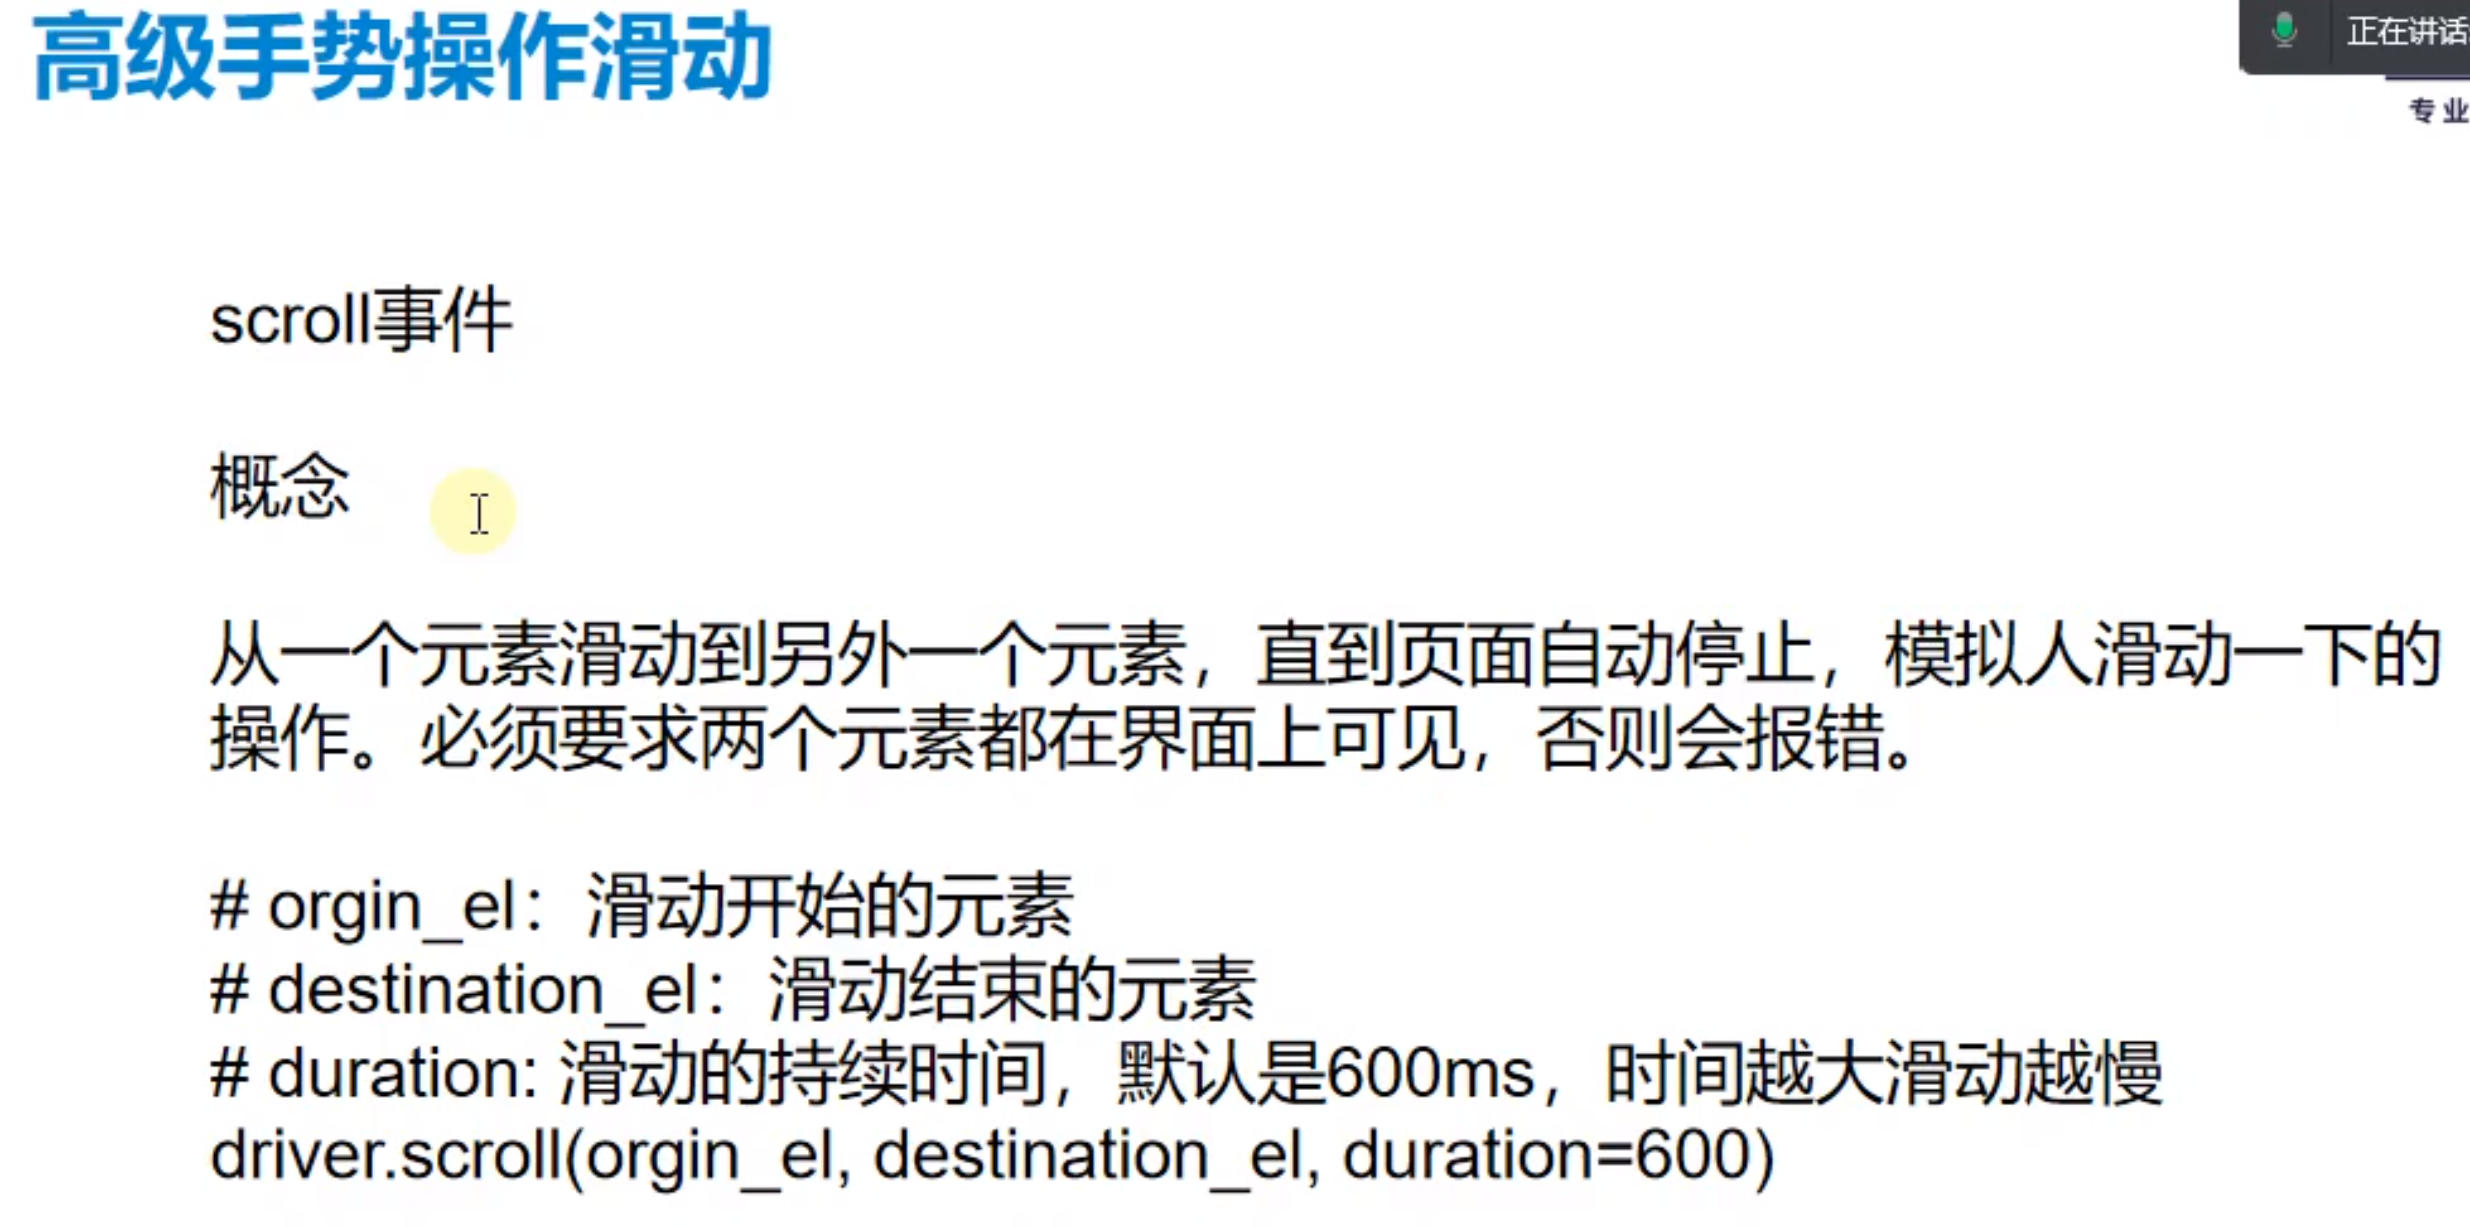 高级手势操作滑动
正在讲话
专业
scroll事件
概念
从一个元素滑动到另外一个元素，直到页面自动停止，模拟人滑动一下的
操作。必须要求两个元素都在界面上可见，否则会报错。
# orgin_el：滑动开始的元素
# destination_el：滑动结束的元素
# duration: 滑动的持续时间，默认是600ms，时间越大滑动越慢
driver.scroll(orgin_el, destination_el, duration=600)